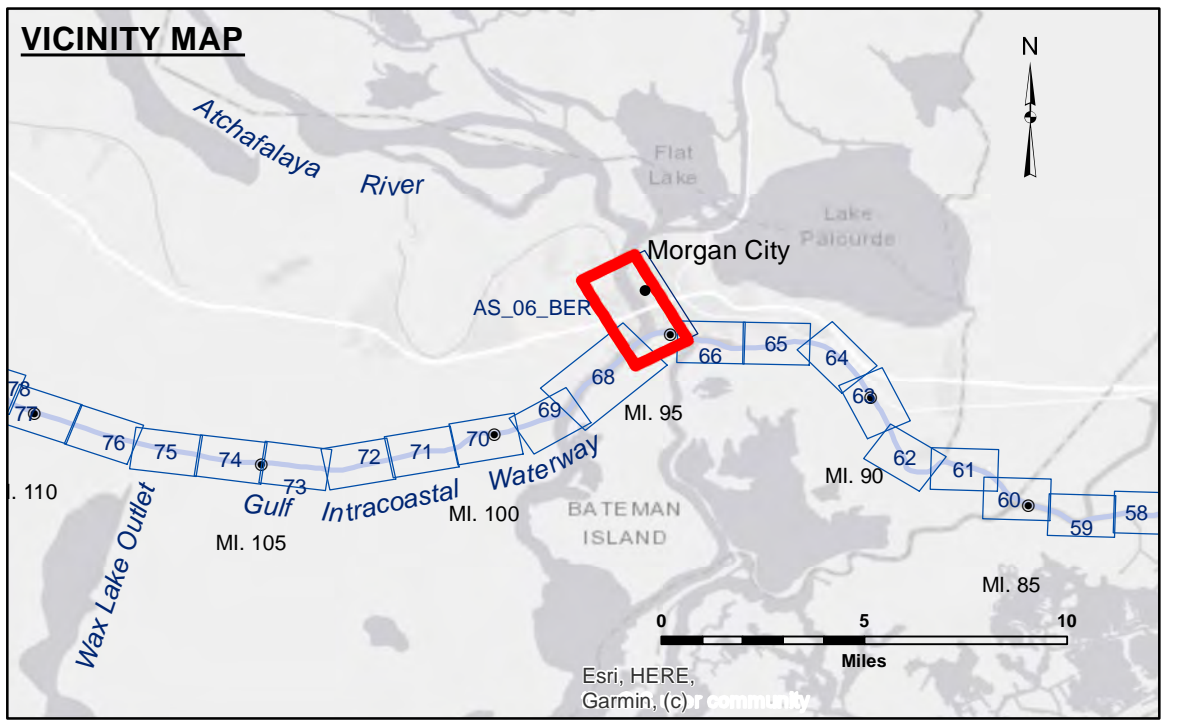 VICINITY MAP
N
Atchafalaya
River
Flat
Lake
Lake
Palourde
Morgan City
AS_06_BER
66
65
64
63
62
61
60
59
58
68
69
70
71
72
73
74
75
76
77
78
MI. 95
MI. 90
MI. 85
MI. 100
MI. 105
I. 110
Gulf Intracoastal Waterway
Wax Lake Outlet
BATEMAN
ISLAND
0 5 10
Miles
Esri, HERE,
Garmin, (c) r community